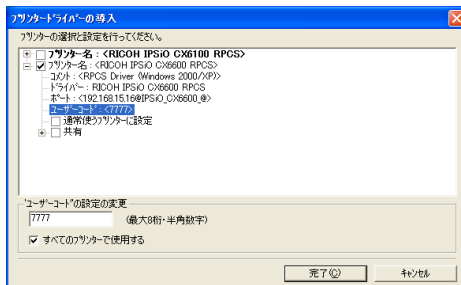 プリンタードライバーの導入
プリンターの選択と設定を行ってください。
プリンター名 : <RICOH IPSiO CX6100 RPCS>
プリンター名 : <RICOH IPSiO CX6600 RPCS>
コメント : <RPCS Driver (Windows 2000/XP)>
ドライバー : RICOH IPSiO CX6600 RPCS
ポート : <192.168.15.16@IPSiO_CX6600_@>
ユーザーコード : <7777>
通常使うプリンターに設定
共有
'ユーザーコード'の設定の変更
7777 (最大8桁・半角数字)
すべてのプリンターで使用する
完了(C) キャンセル